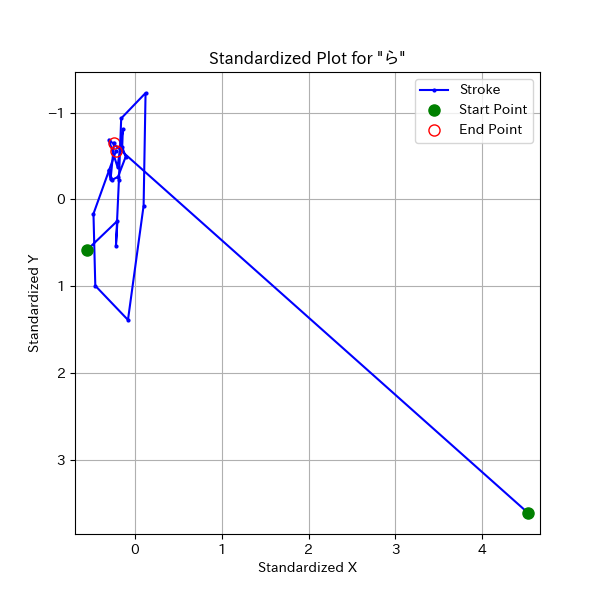 Standardized Plot for "ら"
Stroke
Start Point
End Point
Standardized Y
−1
0
1
2
3
0 1 2 3 4
Standardized X